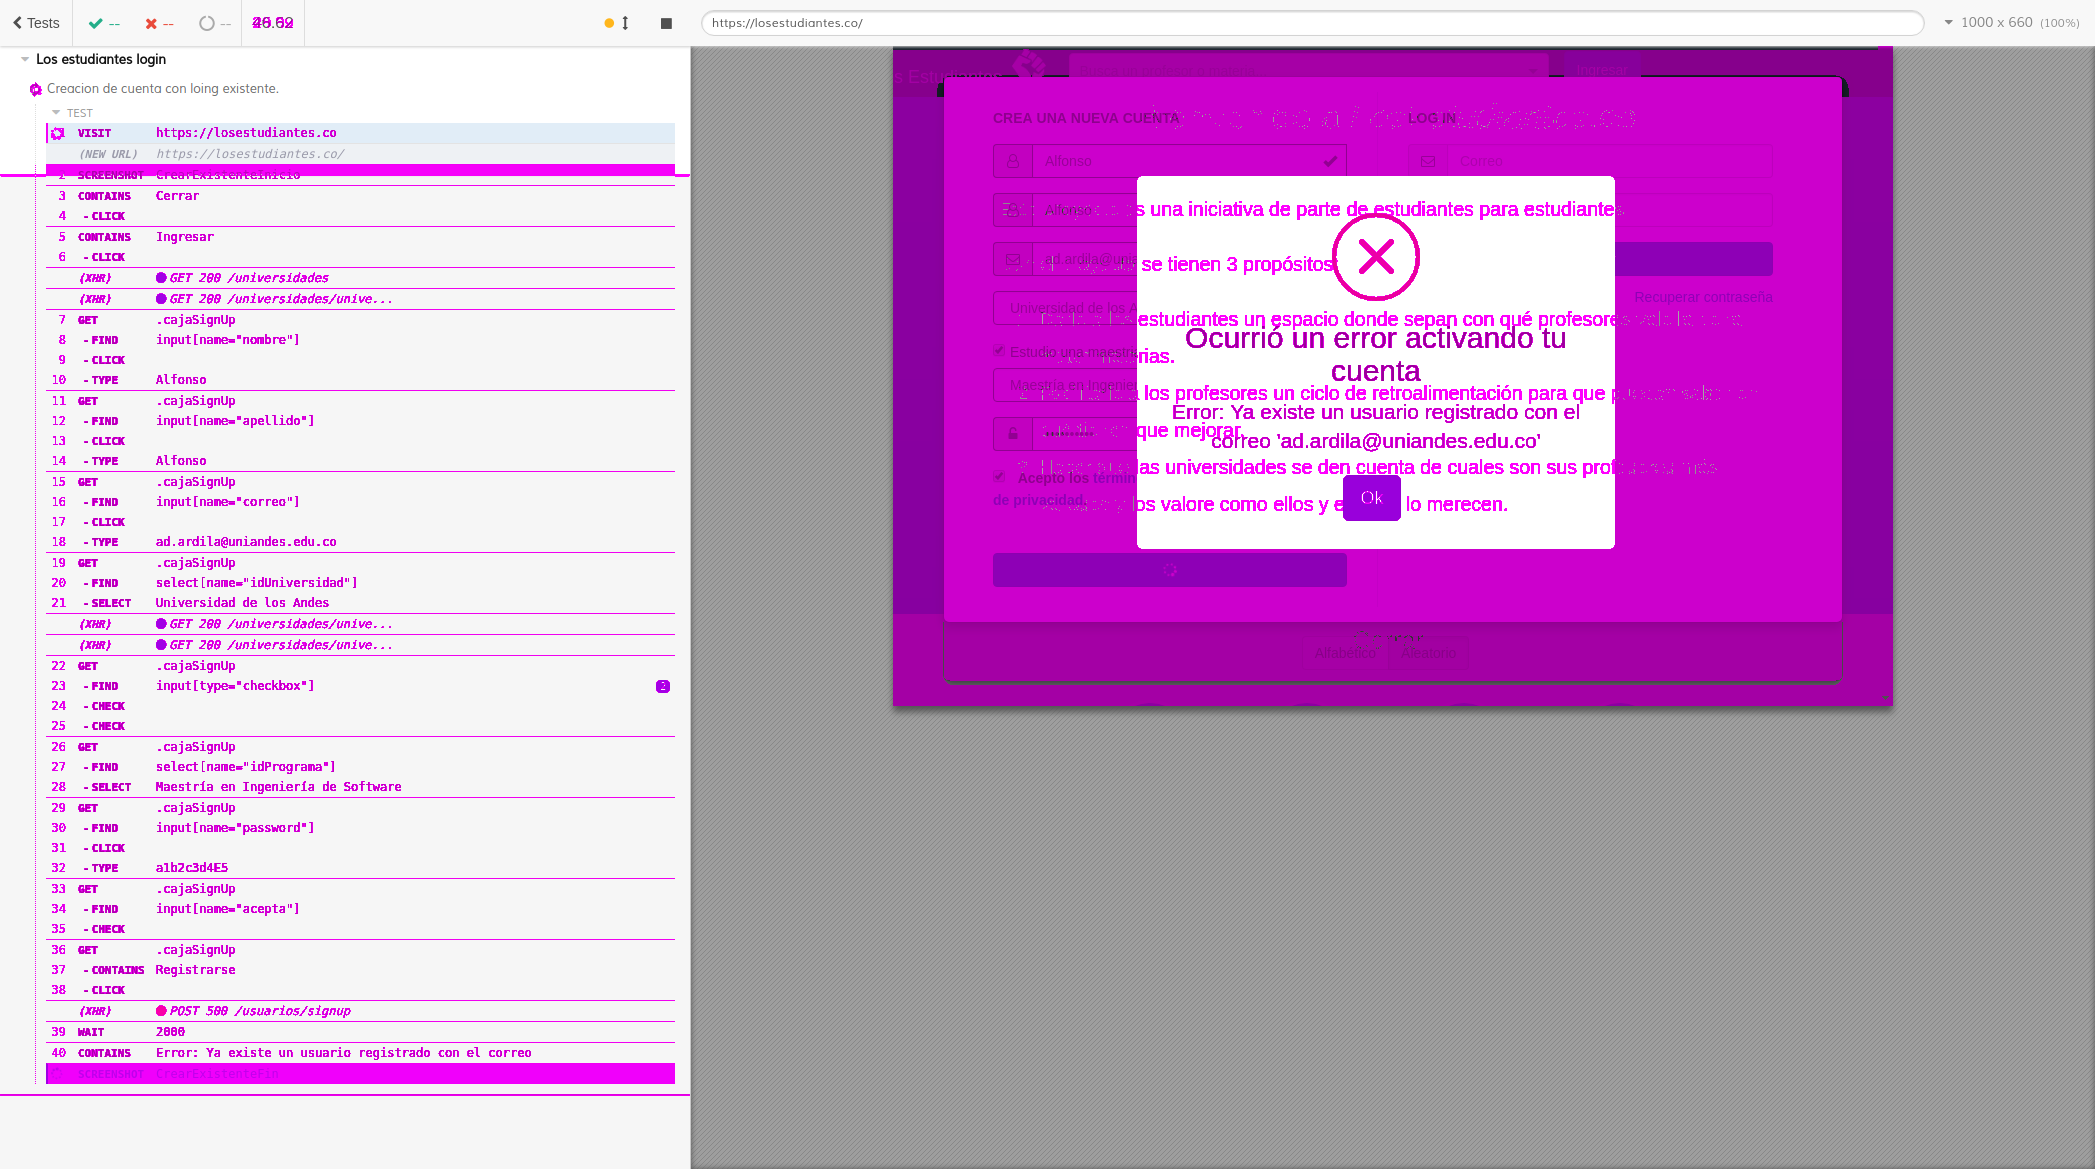 Tests
--
--
--
https://losestudiantes.co/
1000 x 660 (100%)
Los estudiantes login
Creacion de cuenta con loing existente.
TEST
1 VISIT https://losestudiantes.co
(NEW URL) https://losestudiantes.co/
2 SCREENSHOT CrearExistenteInicio
3 CONTAINS Cerrar
4 - CLICK
5 CONTAINS Ingresar
6 - CLICK
(XHR) GET 200 /universidades
(XHR) GET 200 /universidades/unive...
7 GET .cajaSignUp
8 - FIND input[name="nombre"]
9 - CLICK
10 - TYPE Alfonso
11 GET .cajaSignUp
12 - FIND input[name="apellido"]
13 - CLICK
14 - TYPE Alfonso
15 GET .cajaSignUp
16 - FIND input[name="correo"]
17 - CLICK
18 - TYPE ad.ardila@uniandes.edu.co
19 GET .cajaSignUp
20 - FIND select[name="idUniversidad"]
21 - SELECT Universidad de los Andes
(XHR) GET 200 /universidades/unive...
(XHR) GET 200 /universidades/unive...
22 GET .cajaSignUp
23 - FIND input[type="checkbox"] 2
24 - CHECK
25 - CHECK
26 GET .cajaSignUp
27 - FIND select[name="idPrograma"]
28 - SELECT Maestría en Ingeniería de Software
29 GET .cajaSignUp
30 - FIND input[name="password"]
31 - CLICK
32 - TYPE a1b2c3d4E5
33 GET .cajaSignUp
34 - FIND input[name="acepta"]
35 - CHECK
36 GET .cajaSignUp
37 - CONTAINS Registrarse
38 - CLICK
(XHR) POST 500 /usuarios/signup
39 WAIT 2000
40 CONTAINS Error: Ya existe un usuario registrado con el correo
SCREENSHOT CrearExistenteFin
s Estudiantes
Ingresar
CREA UNA NUEVA CUENTA
LOG IN
Alfonso
Correo
Alfonso
s una iniciativa de parte de estudiantes para estudiantes
ad.ardila@uni
se tienen 3 propósitos
Recuperar contraseña
Universidad de los A
estudiantes un espacio donde sepan con qué profesores
Ocurrió un error activando tu
cuenta
Estudio una maestr
rias.
Maestría en Ingenie
los profesores un ciclo de retroalimentación para que
Error: Ya existe un usuario registrado con el
correo 'ad.ardila@uniandes.edu.co'
que mejorar.
las universidades se den cuenta de cuales son sus prof
Acepto los términ
de privacidad.
los valore como ellos y e lo merecen.
Ok
Alfabético